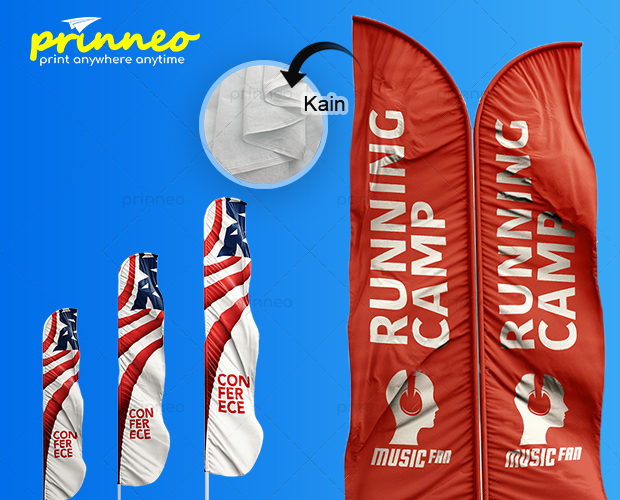 prinneo
print anywhere anytime
Kain
RUNNING
CAMP
MUSIC FAN
RUNNING
CAMP
MUSIC FAN
CON
FER
ECE
CON
FER
ECE
CON
FER
ECE